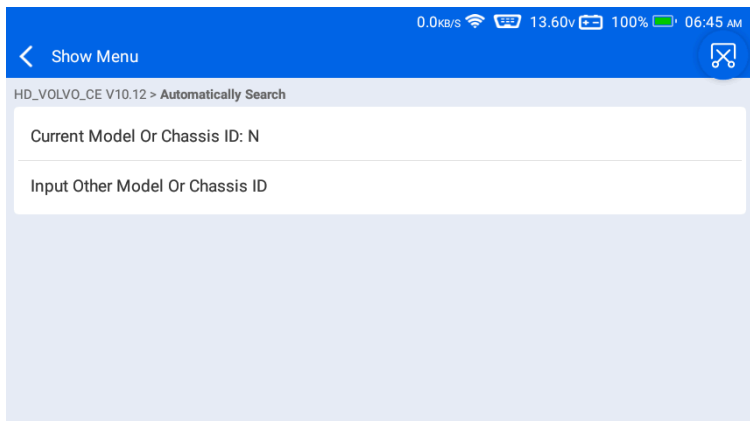 0.0KB/S 13.60V 100% 06:45 AM
Show Menu
HD_VOLVO_CE V10.12 > Automatically Search
Current Model Or Chassis ID: N
Input Other Model Or Chassis ID